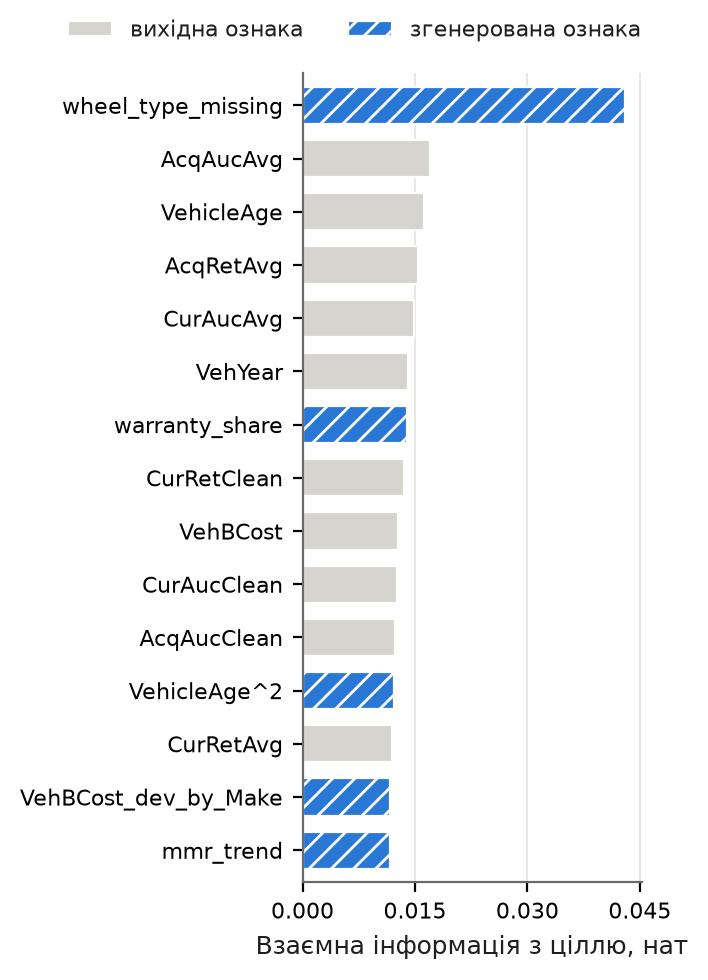 вихідна ознака згенерована ознака
wheel_type_missing
AcqAucAvg
VehicleAge
AcqRetAvg
CurAucAvg
VehYear
warranty_share
CurRetClean
VehBCost
CurAucClean
AcqAucClean
VehicleAge^2
CurRetAvg
VehBCost_dev_by_Make
mmr_trend
0.000 0.015 0.030 0.045
Взаємна інформація з ціллю, нат